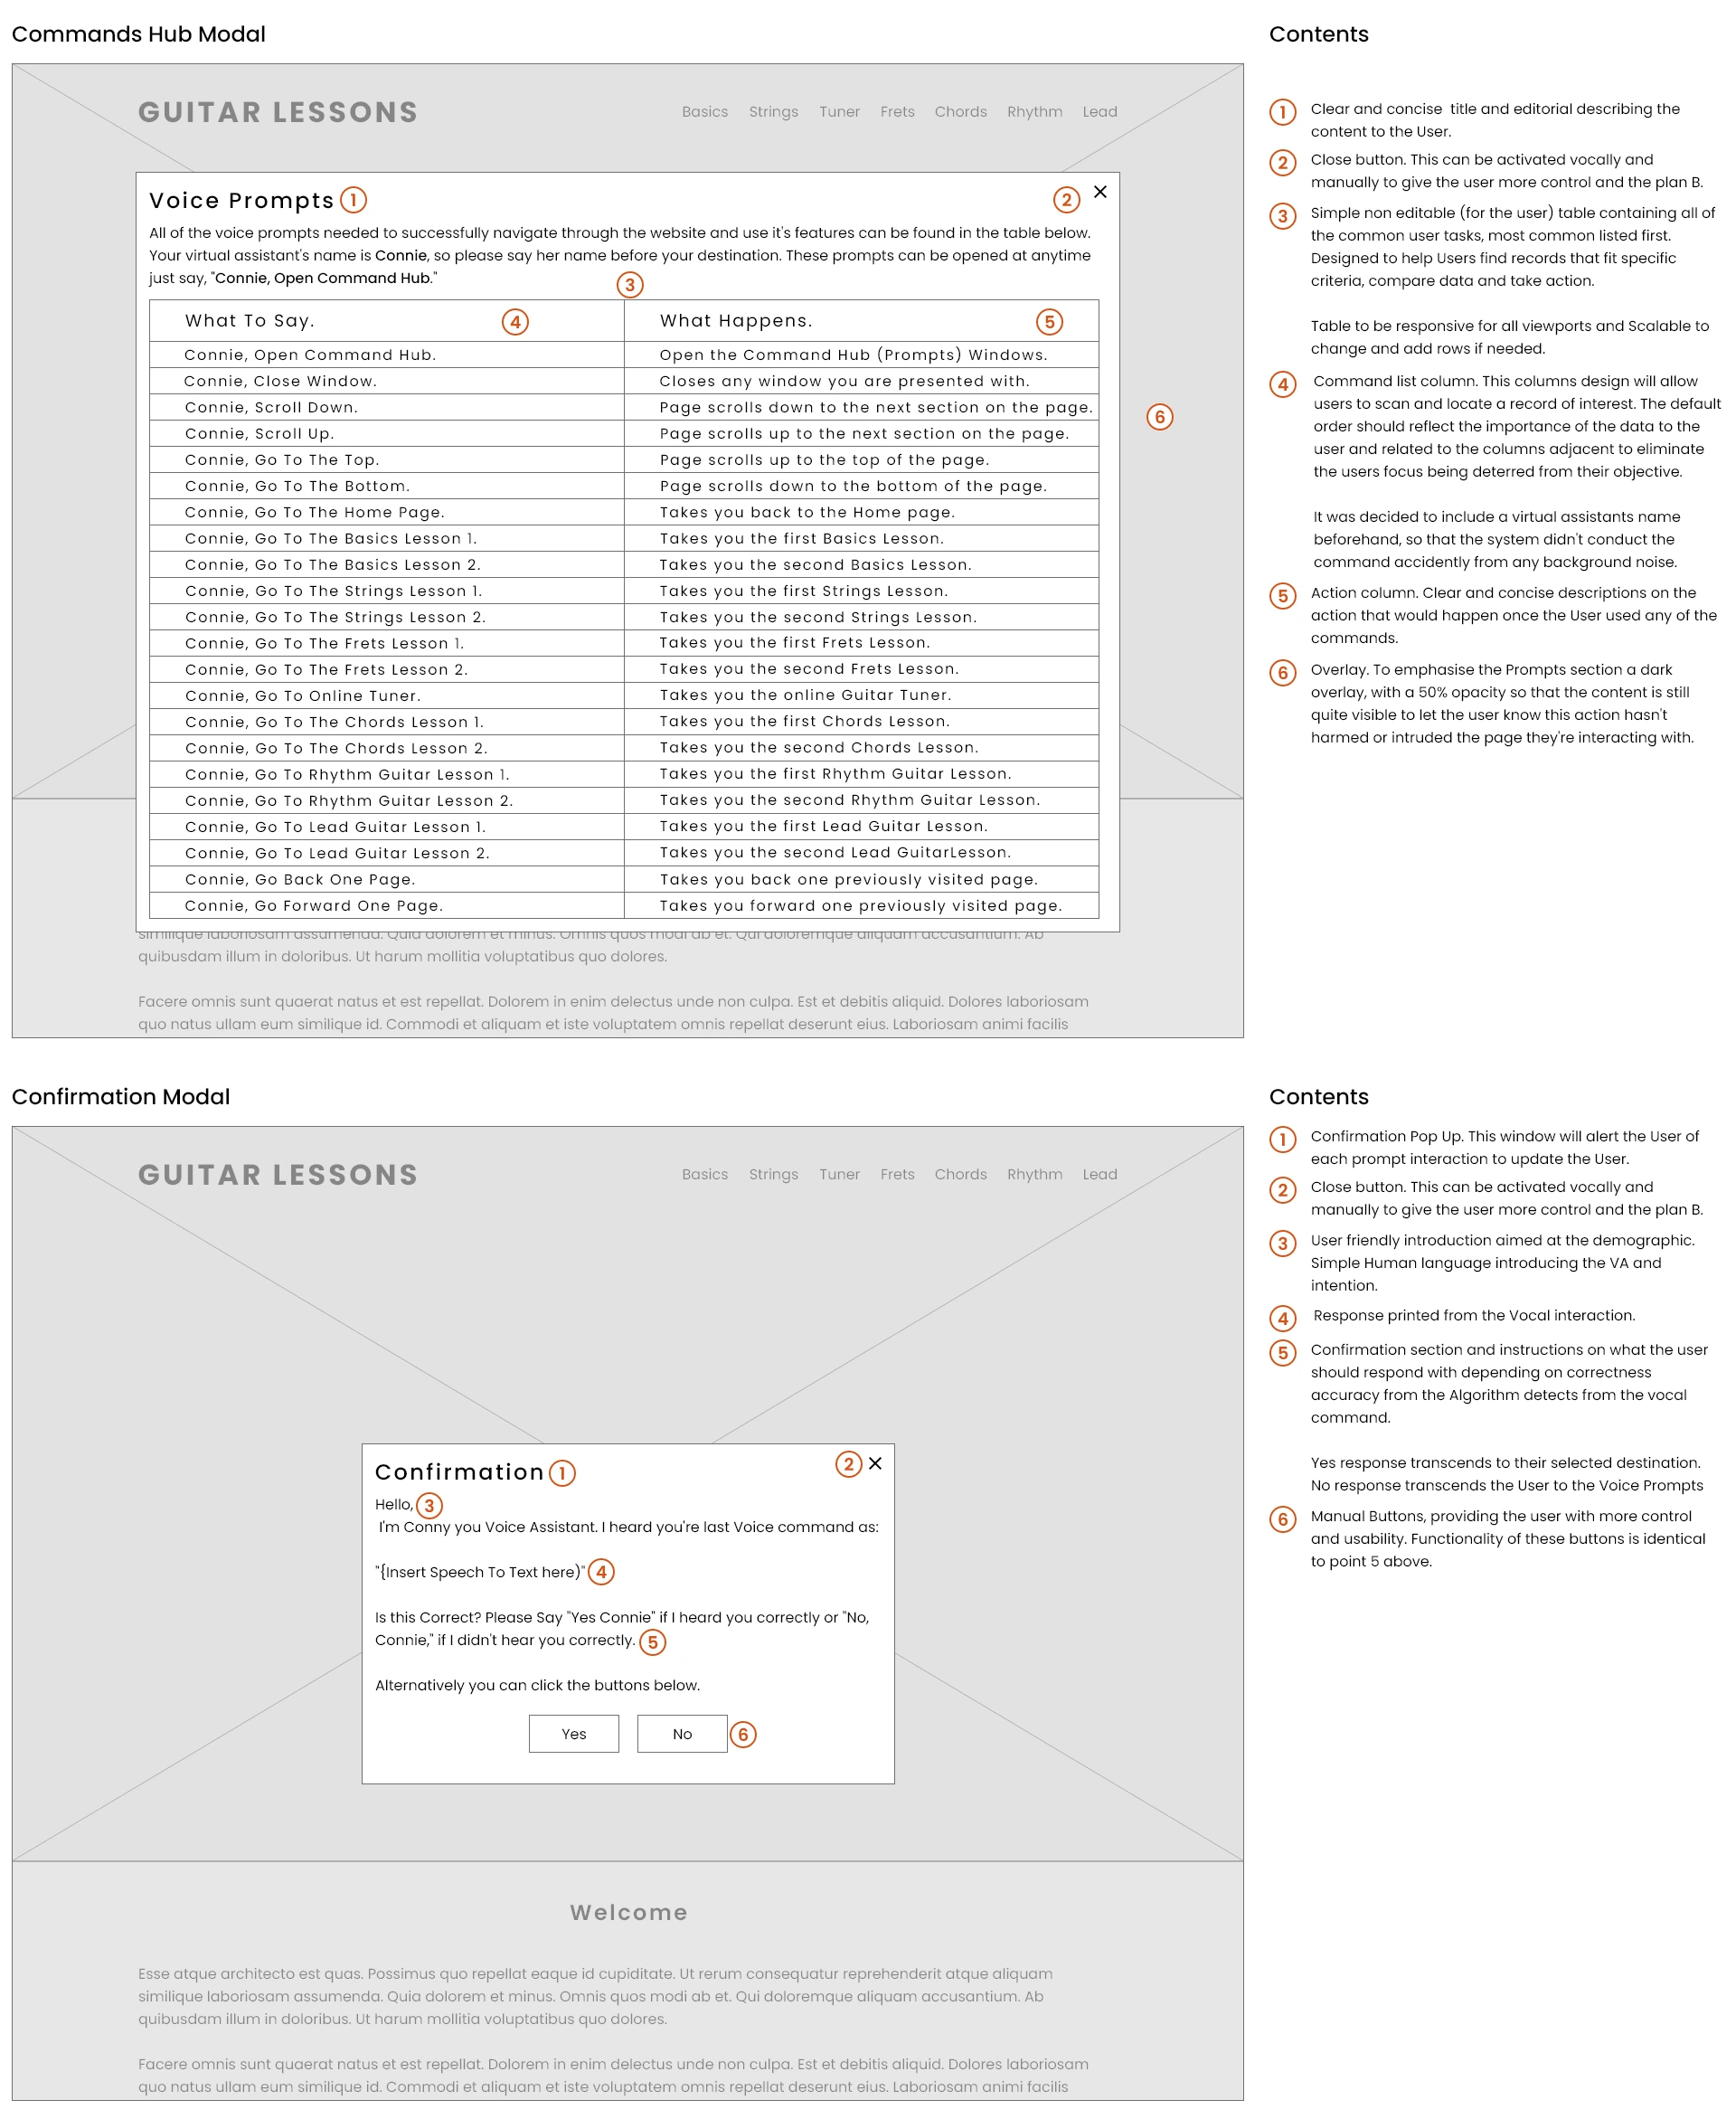 Commands Hub Modal
GUITAR LESSONS
Basics Strings Tuner Frets Chords Rhythm Lead
Voice Prompts 1
2
All of the voice prompts needed to successfully navigate through the website and use it's features can be found in the table below.
Your virtual assistant's name is Connie, so please say her name before your destination. These prompts can be opened at anytime
just say, "Connie, Open Command Hub."
3
What To Say. 4 What Happens. 5
Connie, Open Command Hub. Open the Command Hub (Prompts) Windows.
Connie, Close Window. Closes any window you are presented with.
Connie, Scroll Down. Page scrolls down to the next section on the page.
6
Connie, Scroll Up. Page scrolls up to the next section on the page.
Connie, Go To The Top. Page scrolls up to the top of the page.
Connie, Go To The Bottom. Page scrolls down to the bottom of the page.
Connie, Go To The Home Page. Takes you back to the Home page.
Connie, Go To The Basics Lesson 1. Takes you the first Basics Lesson.
Connie, Go To The Basics Lesson 2. Takes you the second Basics Lesson.
Connie, Go To The Strings Lesson 1. Takes you the first Strings Lesson.
Connie, Go To The Strings Lesson 2. Takes you the second Strings Lesson.
Connie, Go To The Frets Lesson 1. Takes you the first Frets Lesson.
Connie, Go To The Frets Lesson 2. Takes you the second Frets Lesson.
Connie, Go To Online Tuner. Takes you the online Guitar Tuner.
Connie, Go To The Chords Lesson 1. Takes you the first Chords Lesson.
Connie, Go To The Chords Lesson 2. Takes you the second Chords Lesson.
Connie, Go To Rhythm Guitar Lesson 1. Takes you the first Rhythm Guitar Lesson.
Connie, Go To Rhythm Guitar Lesson 2. Takes you the second Rhythm Guitar Lesson.
Connie, Go To Lead Guitar Lesson 1. Takes you the first Lead Guitar Lesson.
Connie, Go To Lead Guitar Lesson 2. Takes you the second Lead GuitarLesson.
Connie, Go Back One Page. Takes you back one previously visited page.
Connie, Go Forward One Page. Takes you forward one previously visited page.
similique laboriosam assumenda. Quia dolorem et minus. Omnis quos modi ab et. Qui doloremque aliquam accusantium. Ab
quibusdam illum in doloribus. Ut harum mollitia voluptatibus quo dolores.
Facere omnis sunt quaerat natus et est repellat. Dolorem in enim delectus unde non culpa. Est et debitis aliquid. Dolores laboriosam
quo natus ullam eum similique id. Commodi et aliquam et iste voluptatem omnis repellat deserunt eius. Laboriosam animi facilis
Contents
1 Clear and concise title and editorial describing the
content to the User.
2 Close button. This can be activated vocally and
manually to give the user more control and the plan B.
3 Simple non editable (for the user) table containing all of
the common user tasks, most common listed first.
Designed to help Users find records that fit specific
criteria, compare data and take action.
Table to be responsive for all viewports and Scalable to
change and add rows if needed.
4 Command list column. This columns design will allow
users to scan and locate a record of interest. The default
order should reflect the importance of the data to the
user and related to the columns adjacent to eliminate
the users focus being deterred from their objective.
It was decided to include a virtual assistants name
beforehand, so that the system didn't conduct the
command accidently from any background noise.
5 Action column. Clear and concise descriptions on the
action that would happen once the User used any of the
commands.
6 Overlay. To emphasise the Prompts section a dark
overlay, with a 50% opacity so that the content is still
quite visible to let the user know this action hasn't
harmed or intruded the page they're interacting with.
Confirmation Modal
GUITAR LESSONS
Basics Strings Tuner Frets Chords Rhythm Lead
Confirmation 1
2
Hello, 3
I'm Conny you Voice Assistant. I heard you're last Voice command as:
"{Insert Speech To Text here)" 4
Is this Correct? Please Say "Yes Connie" if I heard you correctly or "No,
Connie," if I didn't hear you correctly. 5
Alternatively you can click the buttons below.
Yes No 6
Welcome
Esse atque architecto est quas. Possimus quo repellat eaque id cupiditate. Ut rerum consequatur reprehenderit atque aliquam
similique laboriosam assumenda. Quia dolorem et minus. Omnis quos modi ab et. Qui doloremque aliquam accusantium. Ab
quibusdam illum in doloribus. Ut harum mollitia voluptatibus quo dolores.
Facere omnis sunt quaerat natus et est repellat. Dolorem in enim delectus unde non culpa. Est et debitis aliquid. Dolores laboriosam
quo natus ullam eum similique id. Commodi et aliquam et iste voluptatem omnis repellat deserunt eius. Laboriosam animi facilis
Contents
1 Confirmation Pop Up. This window will alert the User of
each prompt interaction to update the User.
2 Close button. This can be activated vocally and
manually to give the user more control and the plan B.
3 User friendly introduction aimed at the demographic.
Simple Human language introducing the VA and
intention.
4 Response printed from the Vocal interaction.
5 Confirmation section and instructions on what the user
should respond with depending on correctness
accuracy from the Algorithm detects from the vocal
command.
Yes response transcends to their selected destination.
No response transcends the User to the Voice Prompts
6 Manual Buttons, providing the user with more control
and usability. Functionality of these buttons is identical
to point 5 above.